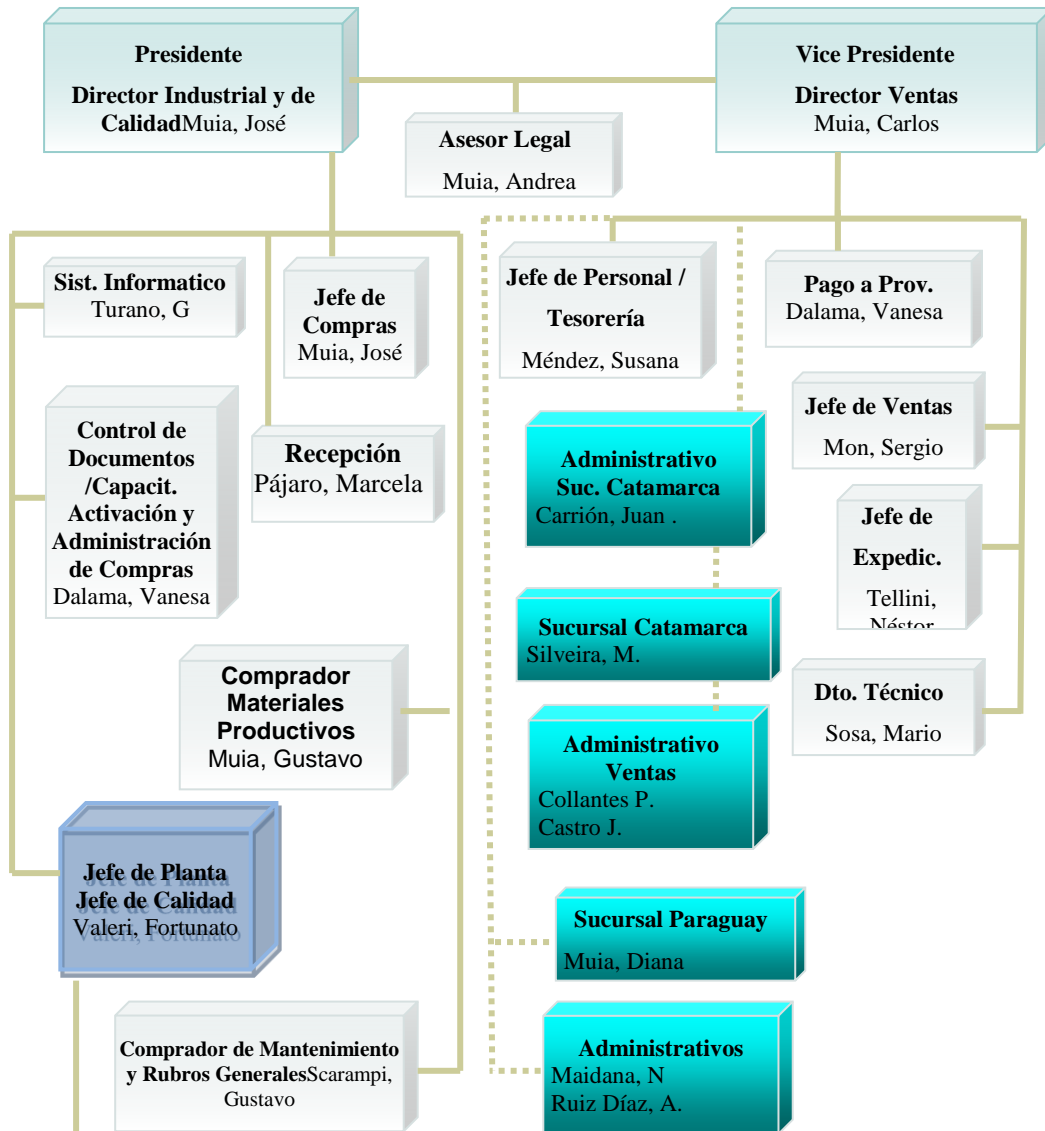 Presidente
Director Industrial y de
CalidadMuia, José
Vice Presidente
Director Ventas
Muia, Carlos
Asesor Legal
Muia, Andrea
Sist. Informatico
Turano, G
Jefe de
Compras
Muia, José
Jefe de Personal /
Tesorería
Méndez, Susana
Pago a Prov.
Dalama, Vanesa
Control de
Documentos
/Capacit.
Activación y
Administración
de Compras
Dalama, Vanesa
Recepción
Pájaro, Marcela
Administrativo
Suc. Catamarca
Carrión, Juan .
Jefe de Ventas
Mon, Sergio
Jefe de
Expedic.
Tellini,
Néstor
Sucursal Catamarca
Silveira, M.
Comprador
Materiales
Productivos
Muia, Gustavo
Dto. Técnico
Sosa, Mario
Administrativo
Ventas
Collantes P.
Castro J.
Jefe de Planta
Jefe de Calidad
Valeri, Fortunato
Sucursal Paraguay
Muia, Diana
Comprador de Mantenimiento
y Rubros GeneralesScarampi,
Gustavo
Administrativos
Maidana, N
Ruiz Díaz, A.